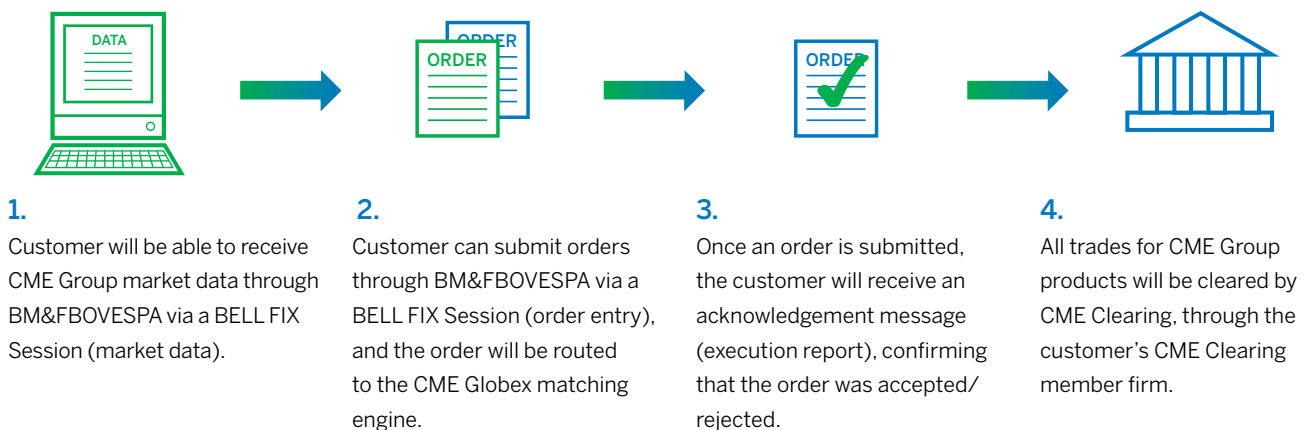 DATA
ORDER
ORDER
ORDER
1.
Customer will be able to receive
CME Group market data through
BM&FBOVESPA via a BELL FIX
Session (market data).
2.
Customer can submit orders
through BM&FBOVESPA via a
BELL FIX Session (order entry),
and the order will be routed
to the CME Globex matching
engine.
3.
Once an order is submitted,
the customer will receive an
acknowledgement message
(execution report), confirming
that the order was accepted/
rejected.
4.
All trades for CME Group
products will be cleared by
CME Clearing, through the
customer’s CME Clearing
member firm.